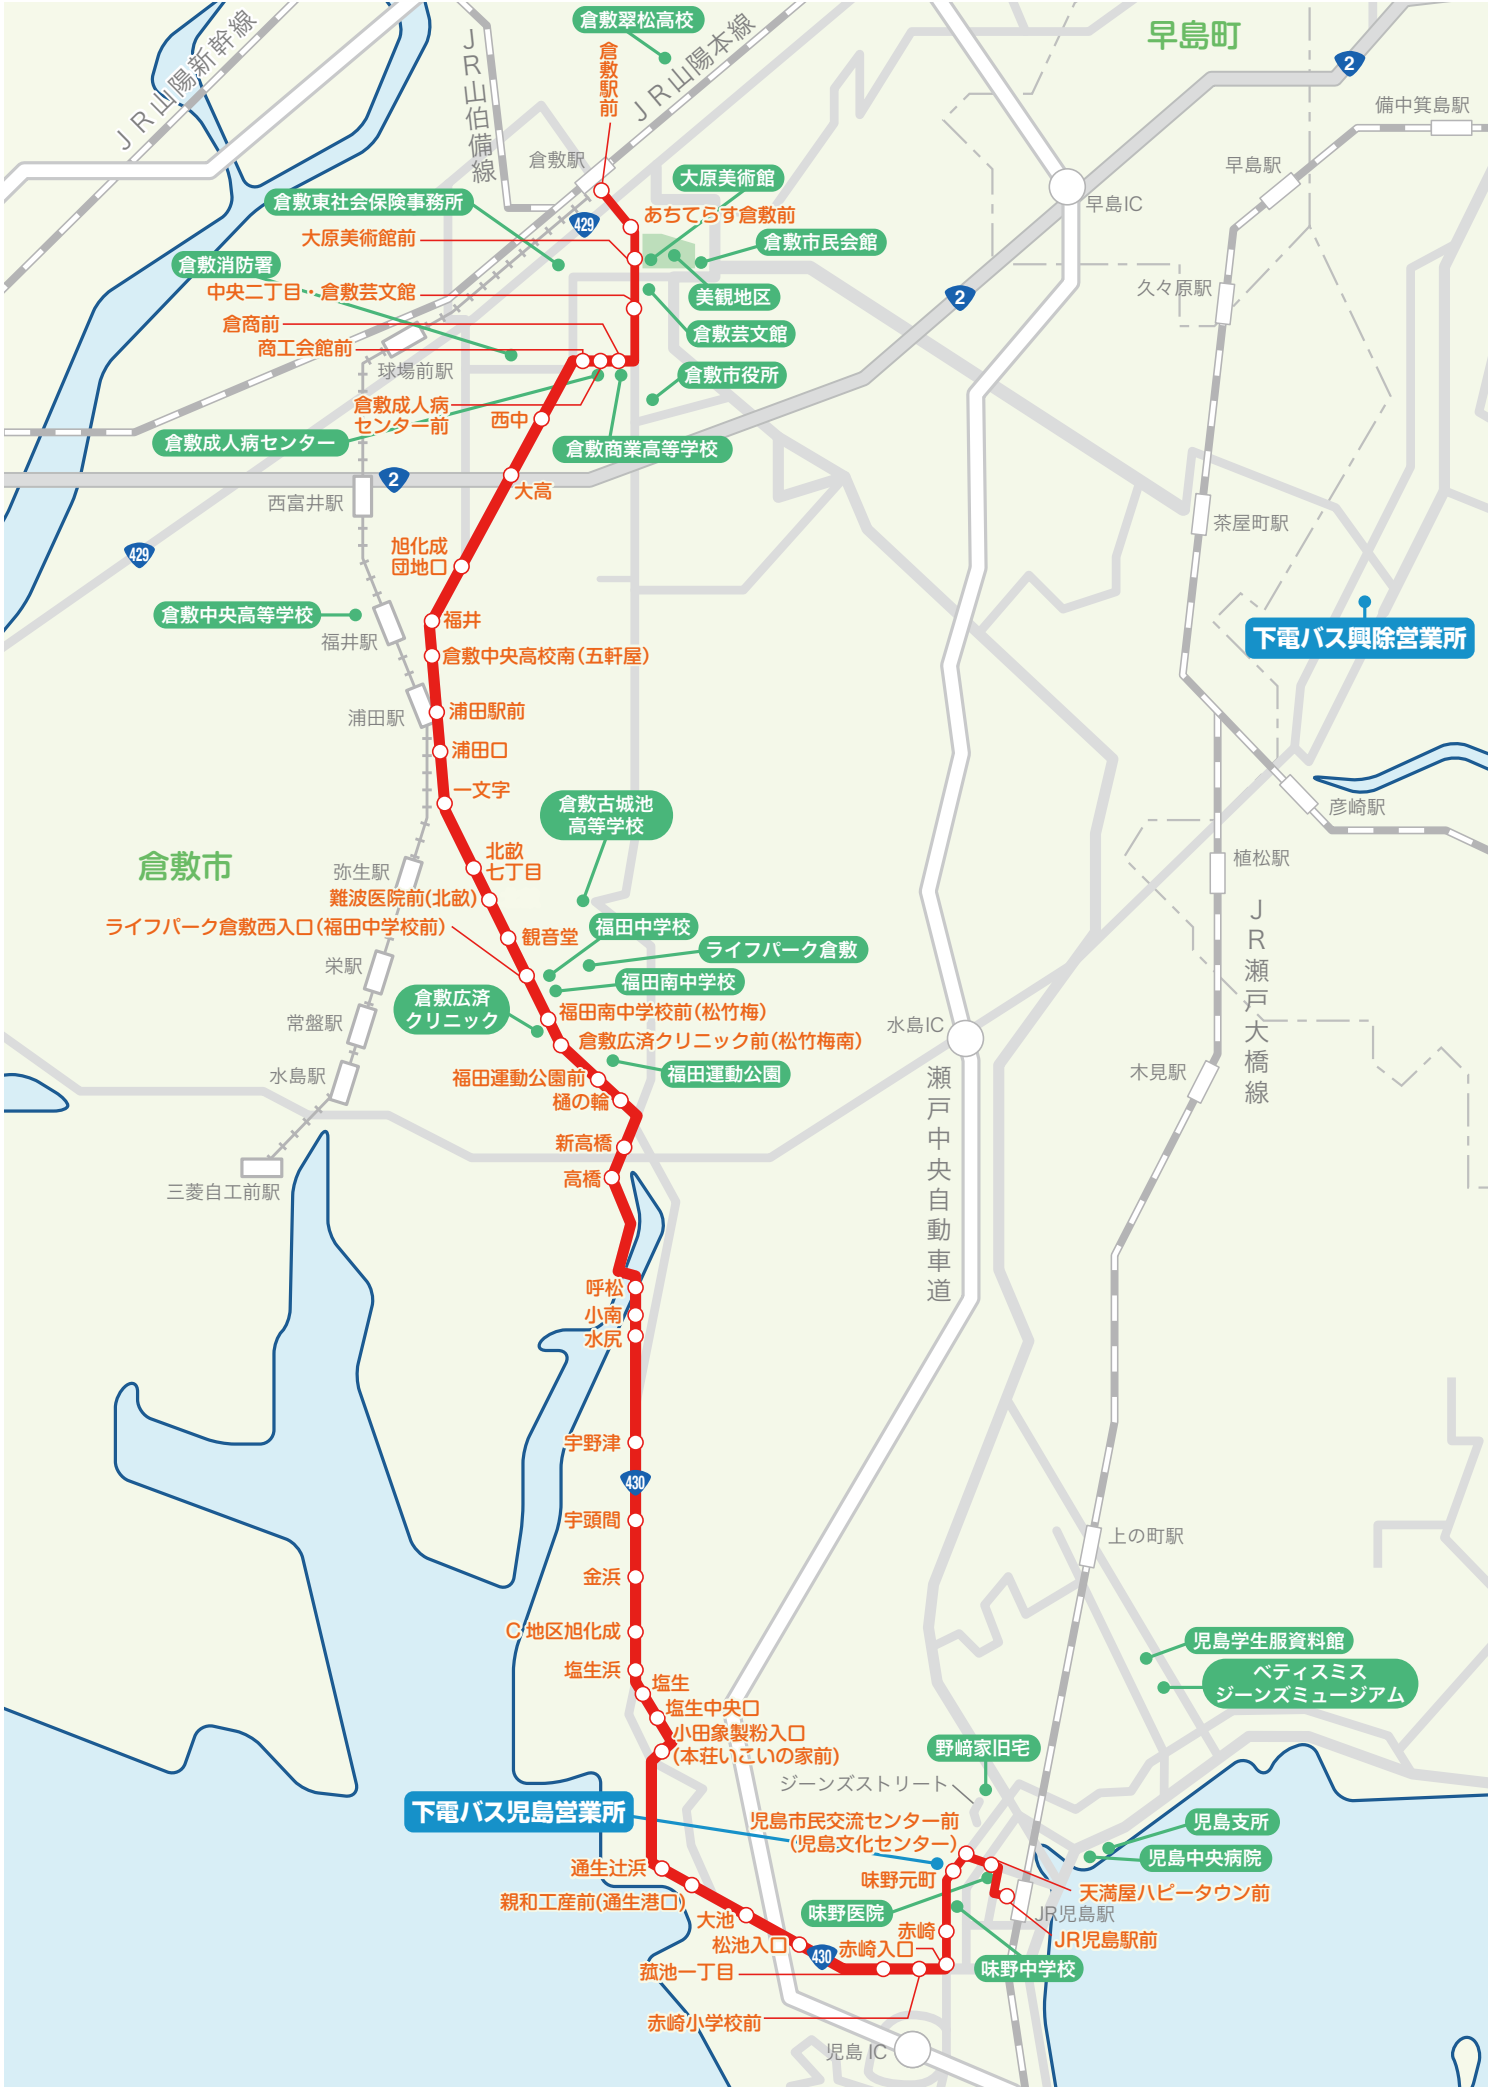 JR山陽新幹線
JR山伯備線
倉敷翠松高校
倉敷駅前
JR山陽本線
早島町
2
備中箕島駅
倉敷駅
早島駅
大原美術館
倉敷東社会保険事務所
429
あちてらす倉敷前
早島IC
大原美術館前
倉敷市民会館
倉敷消防署
中央二丁目・倉敷芸文館
美観地区
2
久々原駅
倉商前
倉敷芸文館
商工会館前
球場前駅
倉敷市役所
倉敷成人病
センター前
西中
倉敷成人病センター
倉敷商業高等学校
2
大高
西富井駅
茶屋町駅
429
旭化成
団地口
倉敷中央高等学校
福井
福井駅
下電バス興除営業所
倉敷中央高校南(五軒屋)
浦田駅
浦田駅前
浦田口
一文字
倉敷古城池
高等学校
彦崎駅
倉敷市
北畝
七丁目
弥生駅
植松駅
難波医院前(北畝)
ライフパーク倉敷西入口(福田中学校前)
福田中学校
観音堂
ライフパーク倉敷
JR瀬戸大橋線
栄駅
福田南中学校
倉敷広済
クリニック
福田南中学校前(松竹梅)
常盤駅
水島IC
倉敷広済クリニック前(松竹梅南)
水島駅
福田運動公園前
福田運動公園
木見駅
瀬戸中央自動車道
樋の輪
新高橋
高橋
三菱自工前駅
呼松
小南
水尻
宇野津
430
宇頭間
上の町駅
金浜
C地区旭化成
児島学生服資料館
塩生浜
塩生
ベティスミス
ジーンズミュージアム
塩生中央口
小田象製粉入口
(本荘いこいの家前)
野﨑家旧宅
ジーンズストリート
下電バス児島営業所
児島市民交流センター前
(児島文化センター)
児島支所
児島中央病院
通生辻浜
味野元町
天満屋ハピータウン前
親和工産前(通生港口)
味野医院
JR児島駅
大池
赤崎
JR児島駅前
松池入口
430
赤崎入口
菰池一丁目
味野中学校
赤崎小学校前
児島IC